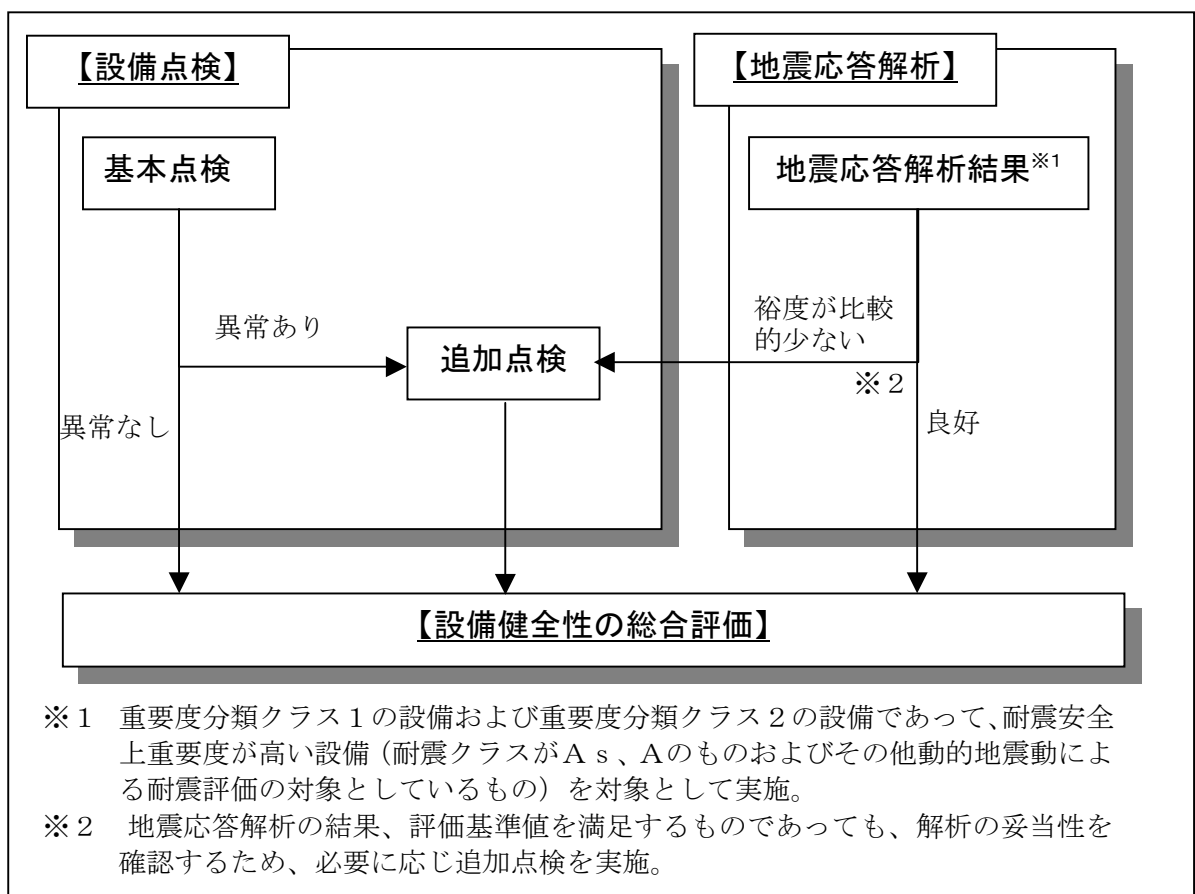 【設備点検】
【地震応答解析】
基本点検
地震応答解析結果※1
異常あり
追加点検
裕度が比較
的少ない
※２
異常なし
良好
【設備健全性の総合評価】
※１ 重要度分類クラス１の設備および重要度分類クラス２の設備であって、耐震安全
上重要度が高い設備（耐震クラスがＡｓ、Ａのものおよびその他動的地震動によ
る耐震評価の対象としているもの）を対象として実施。
※２ 地震応答解析の結果、評価基準値を満足するものであっても、解析の妥当性を
確認するため、必要に応じ追加点検を実施。